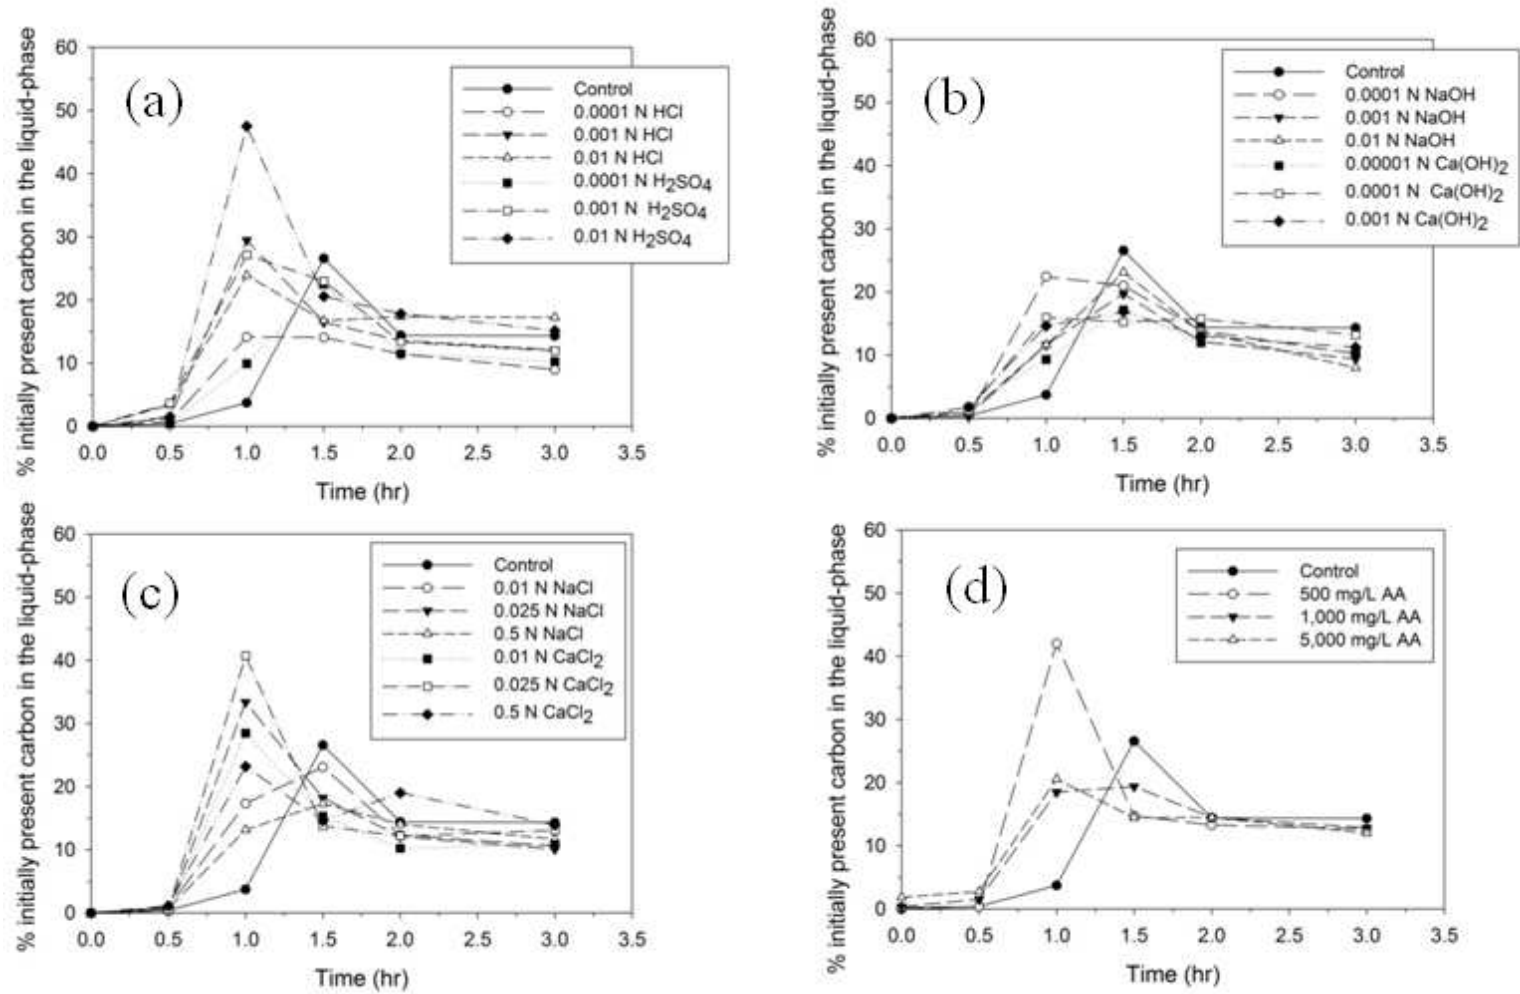 % initially present carbon in the liquid-phase
60
50
40
30
20
10
0
(a)
Control
0.0001 N HCl
0.001 N HCl
0.01 N HCl
0.0001 N H2SO4
0.001 N H2SO4
0.01 N H2SO4
0.0 0.5 1.0 1.5 2.0 2.5 3.0 3.5
Time (hr)
% initially present carbon in the liquid-phase
60
50
40
30
20
10
0
(b)
Control
0.0001 N NaOH
0.001 N NaOH
0.01 N NaOH
0.00001 N Ca(OH)2
0.0001 N Ca(OH)2
0.001 N Ca(OH)2
0.0 0.5 1.0 1.5 2.0 2.5 3.0 3.5
Time (hr)
% initially present carbon in the liquid-phase
60
50
40
30
20
10
0
(c)
Control
0.01 N NaCl
0.025 N NaCl
0.5 N NaCl
0.01 N CaCl2
0.025 N CaCl2
0.5 N CaCl2
0.0 0.5 1.0 1.5 2.0 2.5 3.0 3.5
Time (hr)
% initially present carbon in the liquid-phase
60
50
40
30
20
10
0
(d)
Control
500 mg/L AA
1,000 mg/L AA
5,000 mg/L AA
0.0 0.5 1.0 1.5 2.0 2.5 3.0 3.5
Time (hr)